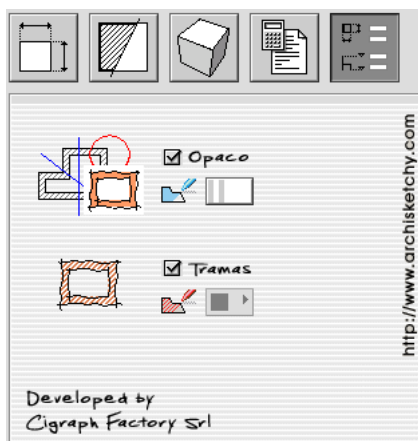 Opaco
Tramas
http://www.archisketchy.com
Developed by
Cigraph Factory Srl